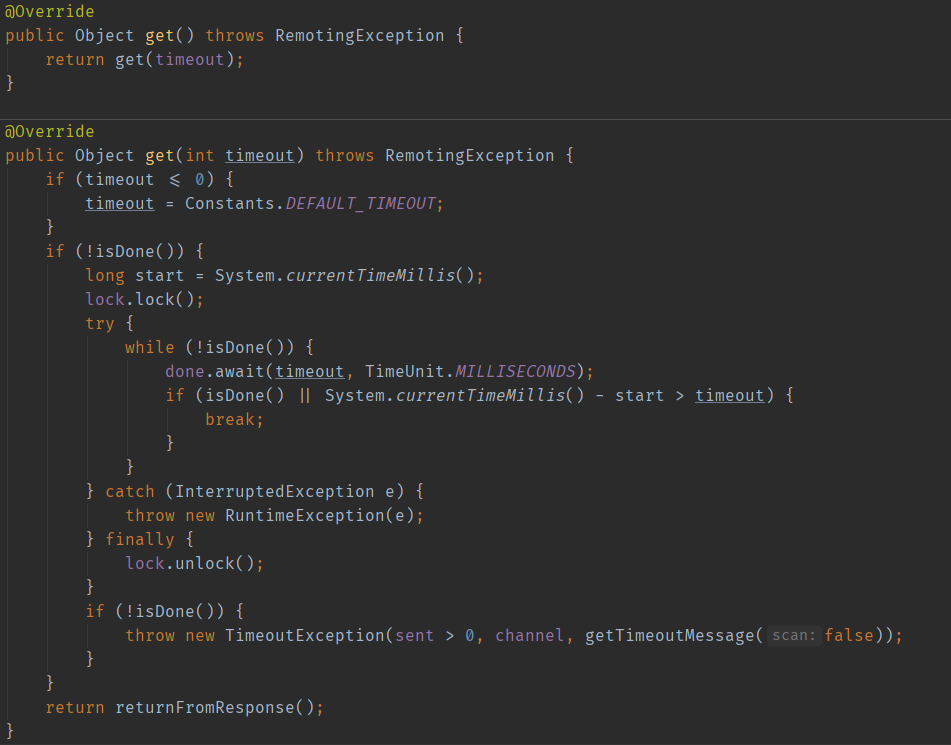 @Override
public Object get() throws RemotingException {
    return get(timeout);
}
@Override
public Object get(int timeout) throws RemotingException {
    if (timeout <= 0) {
        timeout = Constants.DEFAULT_TIMEOUT;
    }
    if (!isDone()) {
        long start = System.currentTimeMillis();
        lock.lock();
        try {
            while (!isDone()) {
                done.await(timeout, TimeUnit.MILLISECONDS);
                if (isDone() || System.currentTimeMillis() - start > timeout) {
                    break;
                }
            }
        } catch (InterruptedException e) {
            throw new RuntimeException(e);
        } finally {
            lock.unlock();
        }
        if (!isDone()) {
            throw new TimeoutException(sent > 0, channel, getTimeoutMessage( scan: false));
        }
    }
    return returnFromResponse();
}